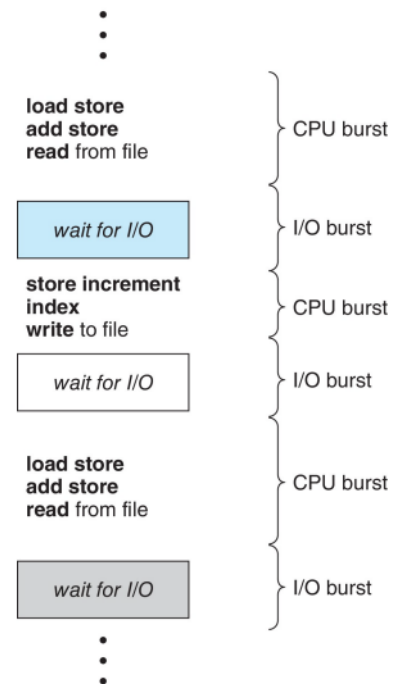 load store
add store
read from file
CPU burst
wait for I/O
I/O burst
store increment
index
write to file
CPU burst
wait for I/O
I/O burst
load store
add store
read from file
CPU burst
wait for I/O
I/O burst